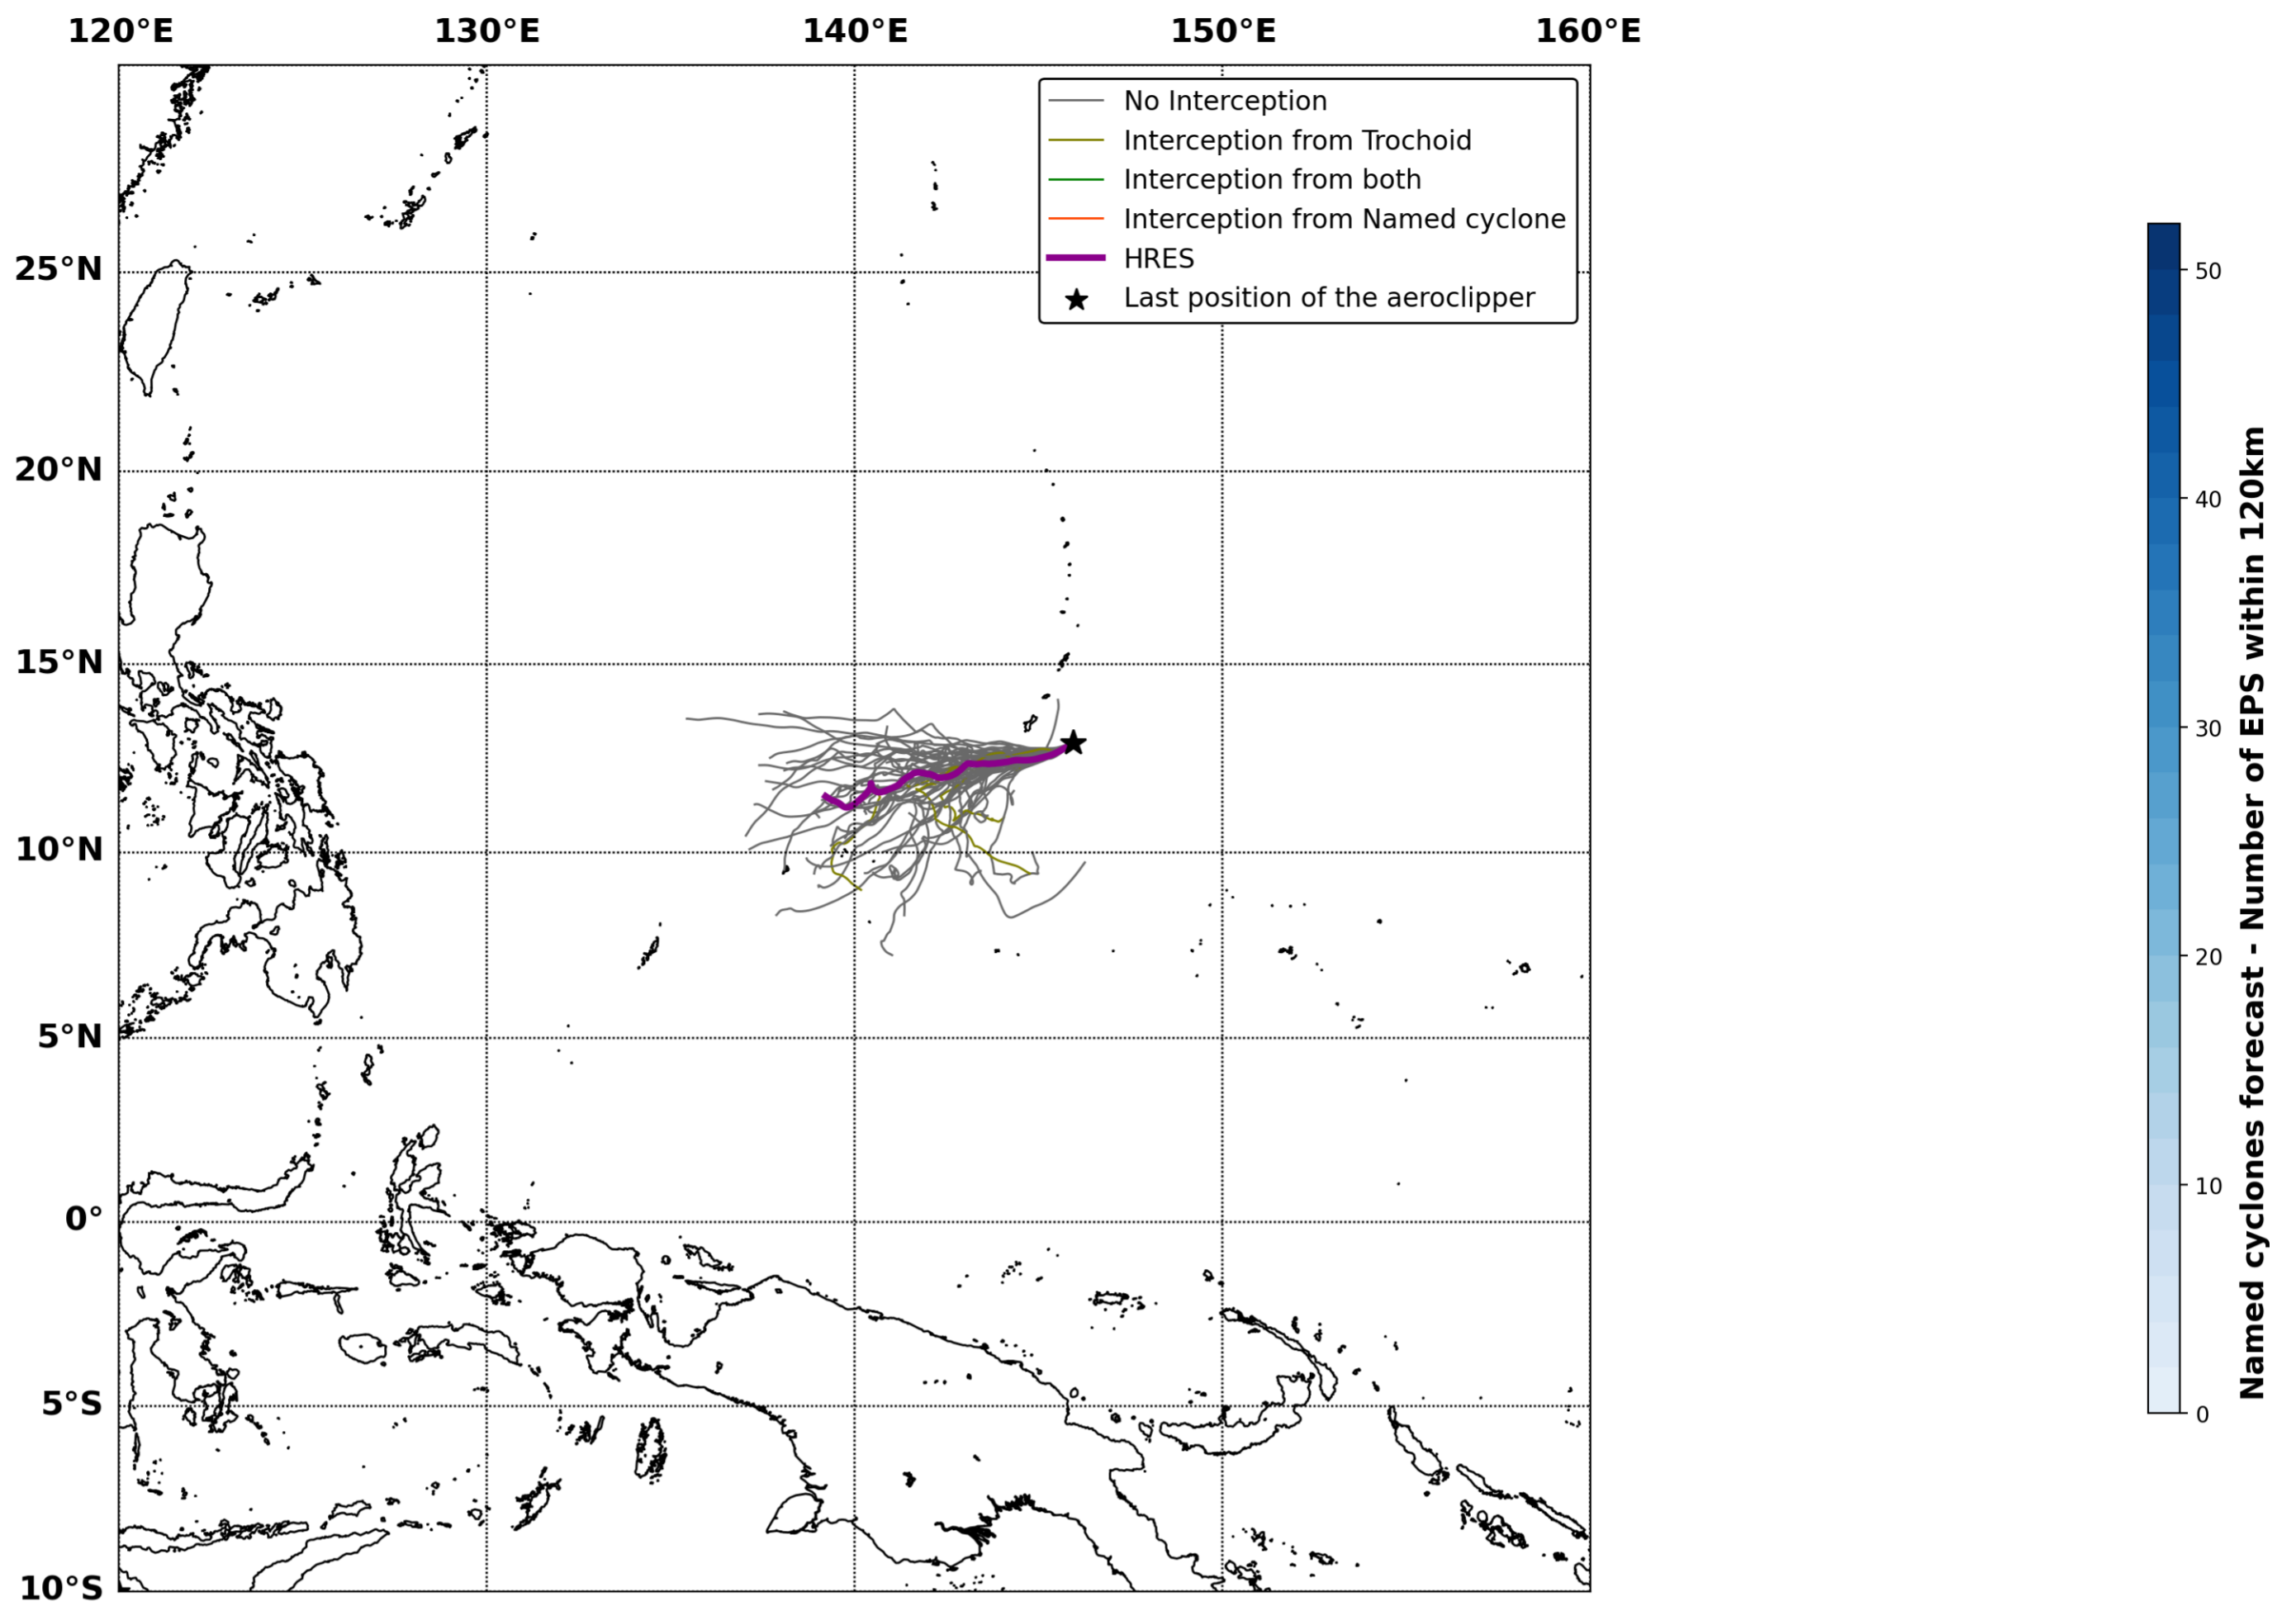 120°E 130°E 140°E 150°E 160°E
No Interception
Interception from Trochoid
Interception from both
Interception from Named cyclone
HRES
Last position of the aeroclipper
25°N
20°N
15°N
10°N
5°N
0°
5°S
10°S
50
40
30
20
10
0
Named cyclones forecast - Number of EPS within 120km